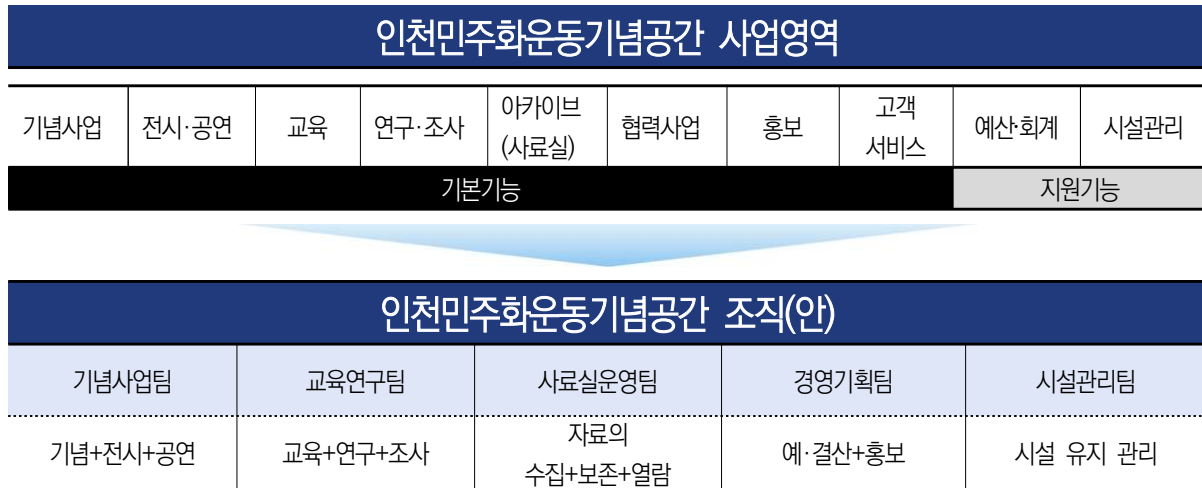 인천민주화운동기념공간 사업영역
기념사업 전시·공연 교육 연구·조사 아카이브 (사료실) 협력사업 홍보 고객 서비스 예산·회계 시설관리
기본기능 지원기능
인천민주화운동기념공간 조직(안)
기념사업팀 교육연구팀 사료실운영팀 경영기획팀 시설관리팀
기념+전시+공연 교육+연구+조사 자료의 수집+보존+열람 예·결산+홍보 시설 유지 관리